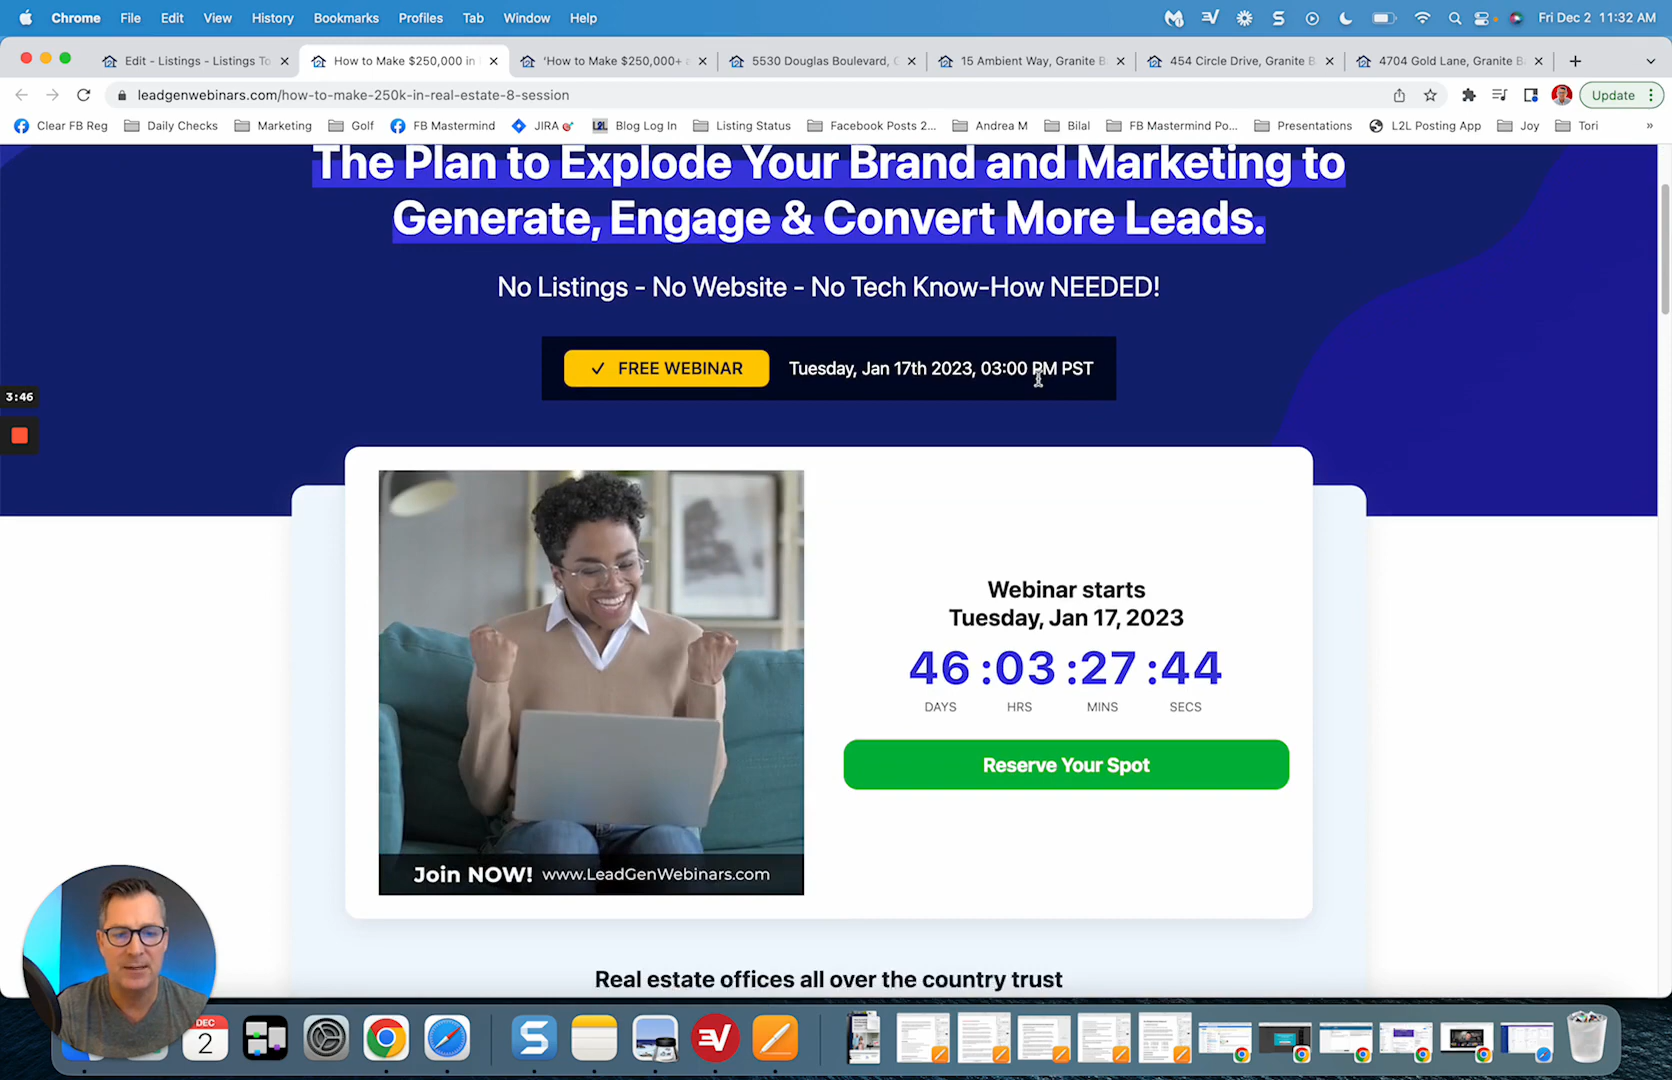 Chrome File Edit View History Bookmarks Profiles Tab Window Help Fri Dec 2 11:32 AM
Edit - Listings - Listings To
How to Make $250,000 in
'How to Make $250,000+ a
5530 Douglas Boulevard, G
15 Ambient Way, Granite B
454 Circle Drive, Granite B
4704 Gold Lane, Granite B
leadgenwebinars.com/how-to-make-250k-in-real-estate-8-session
Update
Clear FB Reg Daily Checks Marketing Golf FB Mastermind JIRA Blog Log In Listing Status Facebook Posts 2... Andrea M Bilal FB Mastermind Po... Presentations L2L Posting App Joy Tori »
The Plan to Explode Your Brand and Marketing to
Generate, Engage & Convert More Leads.
No Listings - No Website - No Tech Know-How NEEDED!
✓ FREE WEBINAR Tuesday, Jan 17th 2023, 03:00 PM PST
3:46
Webinar starts
Tuesday, Jan 17, 2023
46 :03 :27 :44
DAYS HRS MINS SECS
Reserve Your Spot
Join NOW! www.LeadGenWebinars.com
Real estate offices all over the country trust
DEC
2